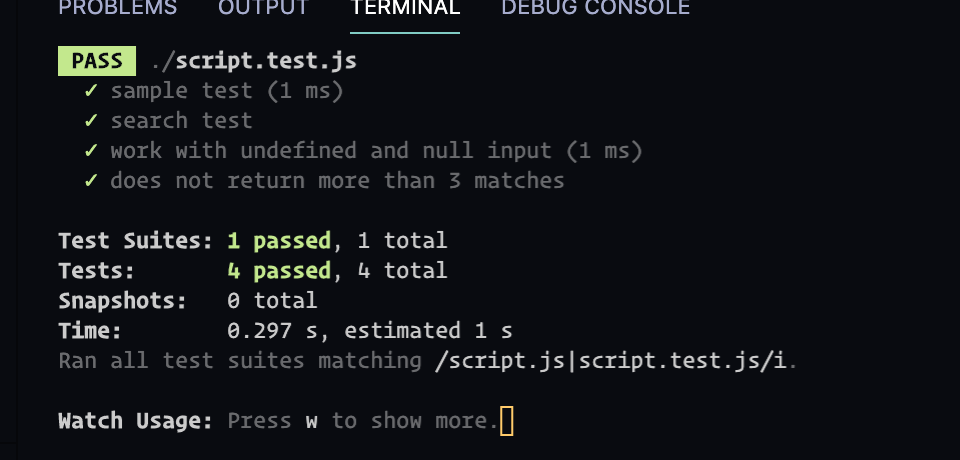 PROBLEMS OUTPUT TERMINAL DEBUG CONSOLE
PASS ./script.test.js
✓ sample test (1 ms)
✓ search test
✓ work with undefined and null input (1 ms)
✓ does not return more than 3 matches
Test Suites: 1 passed, 1 total
Tests: 4 passed, 4 total
Snapshots: 0 total
Time: 0.297 s, estimated 1 s
Ran all test suites matching /script.js|script.test.js/i.
Watch Usage: Press w to show more.